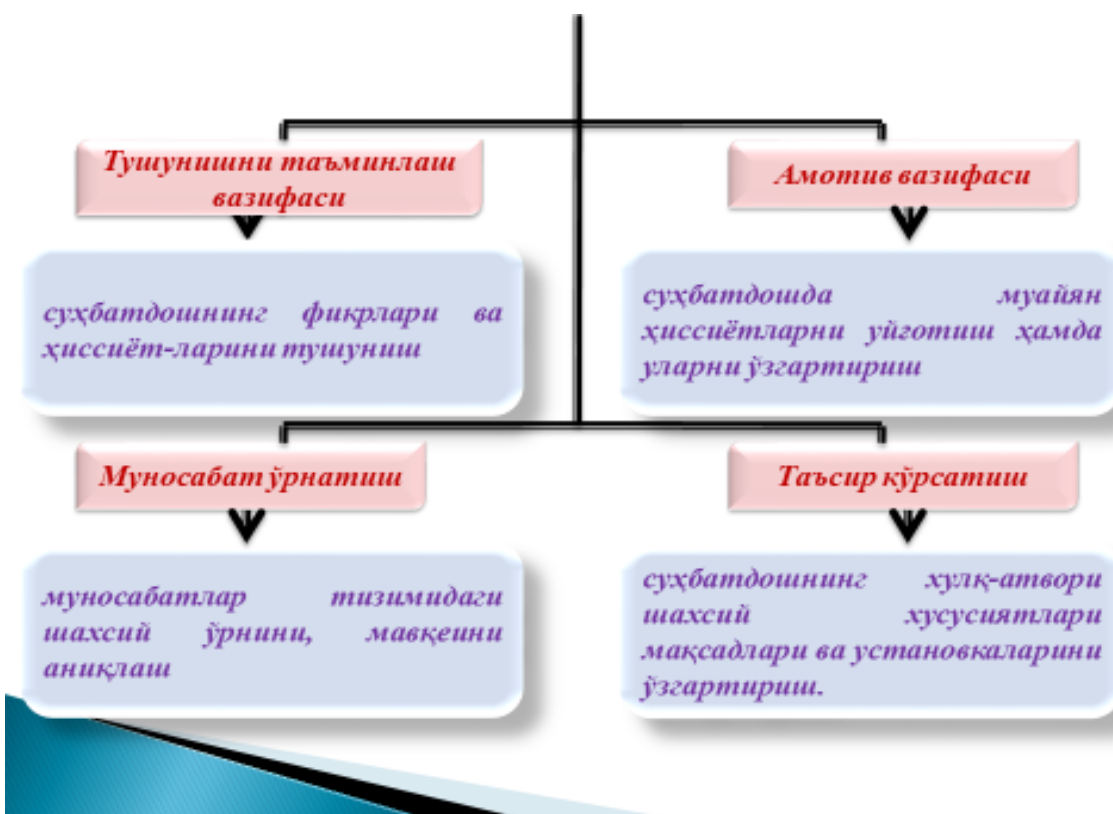 Тушунишни таъминлаш
вазифаси
Амотив вазифаси
суҳбатдошнинг фикрлари ва
ҳиссиёт-ларини тушуниш
суҳбатдошда муайян
ҳиссиётларни уйготиш ҳамда
уларни ўзгартириш
Муносабат ўрнатиш
Таъсир кўрсатиш
муносабатлар тизимидаги
шахсий ўрнини, мавқеини
аниқлаш
суҳбатдошнинг хулқ-атвори
шахсий хусусиятлари
мақсадлари ва установкаларини
ўзгартириш.